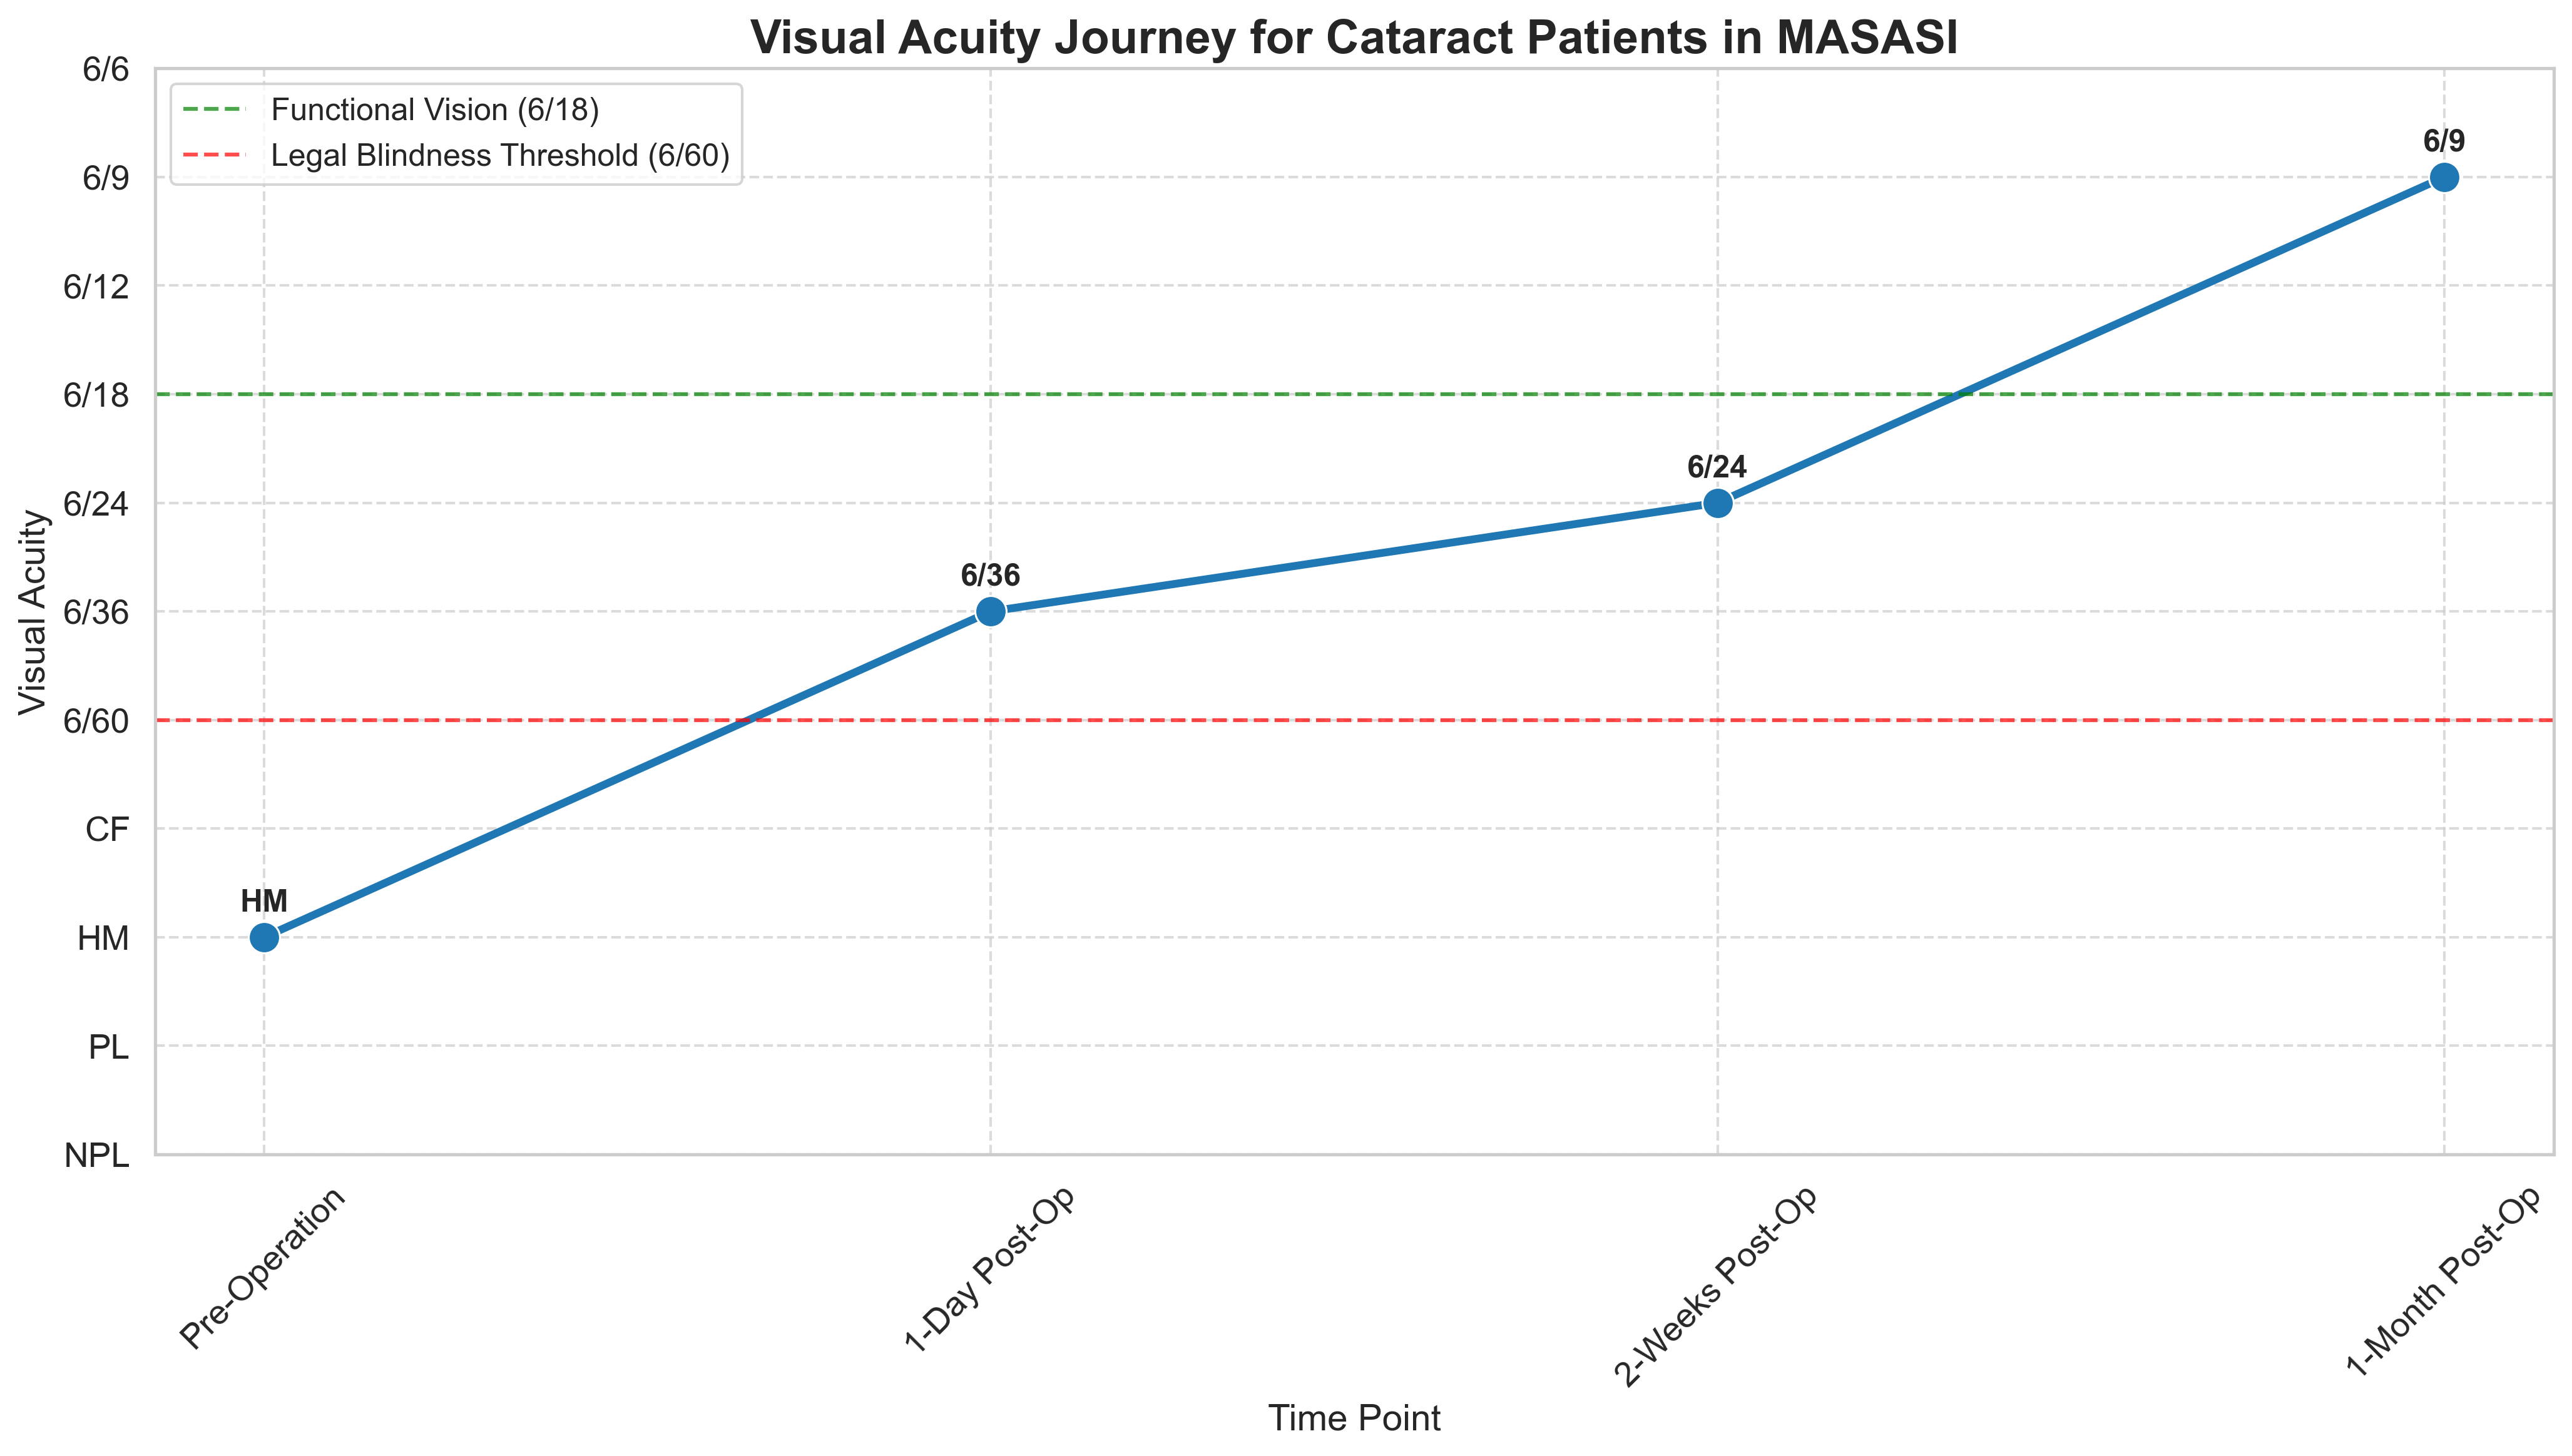 Visual Acuity Journey for Cataract Patients in MASASI
Functional Vision (6/18)
Legal Blindness Threshold (6/60)
Visual Acuity
6/6
6/9
6/12
6/18
6/24
6/36
6/60
CF
HM
PL
NPL
HM
6/36
6/24
6/9
Pre-Operation
1-Day Post-Op
2-Weeks Post-Op
1-Month Post-Op
Time Point